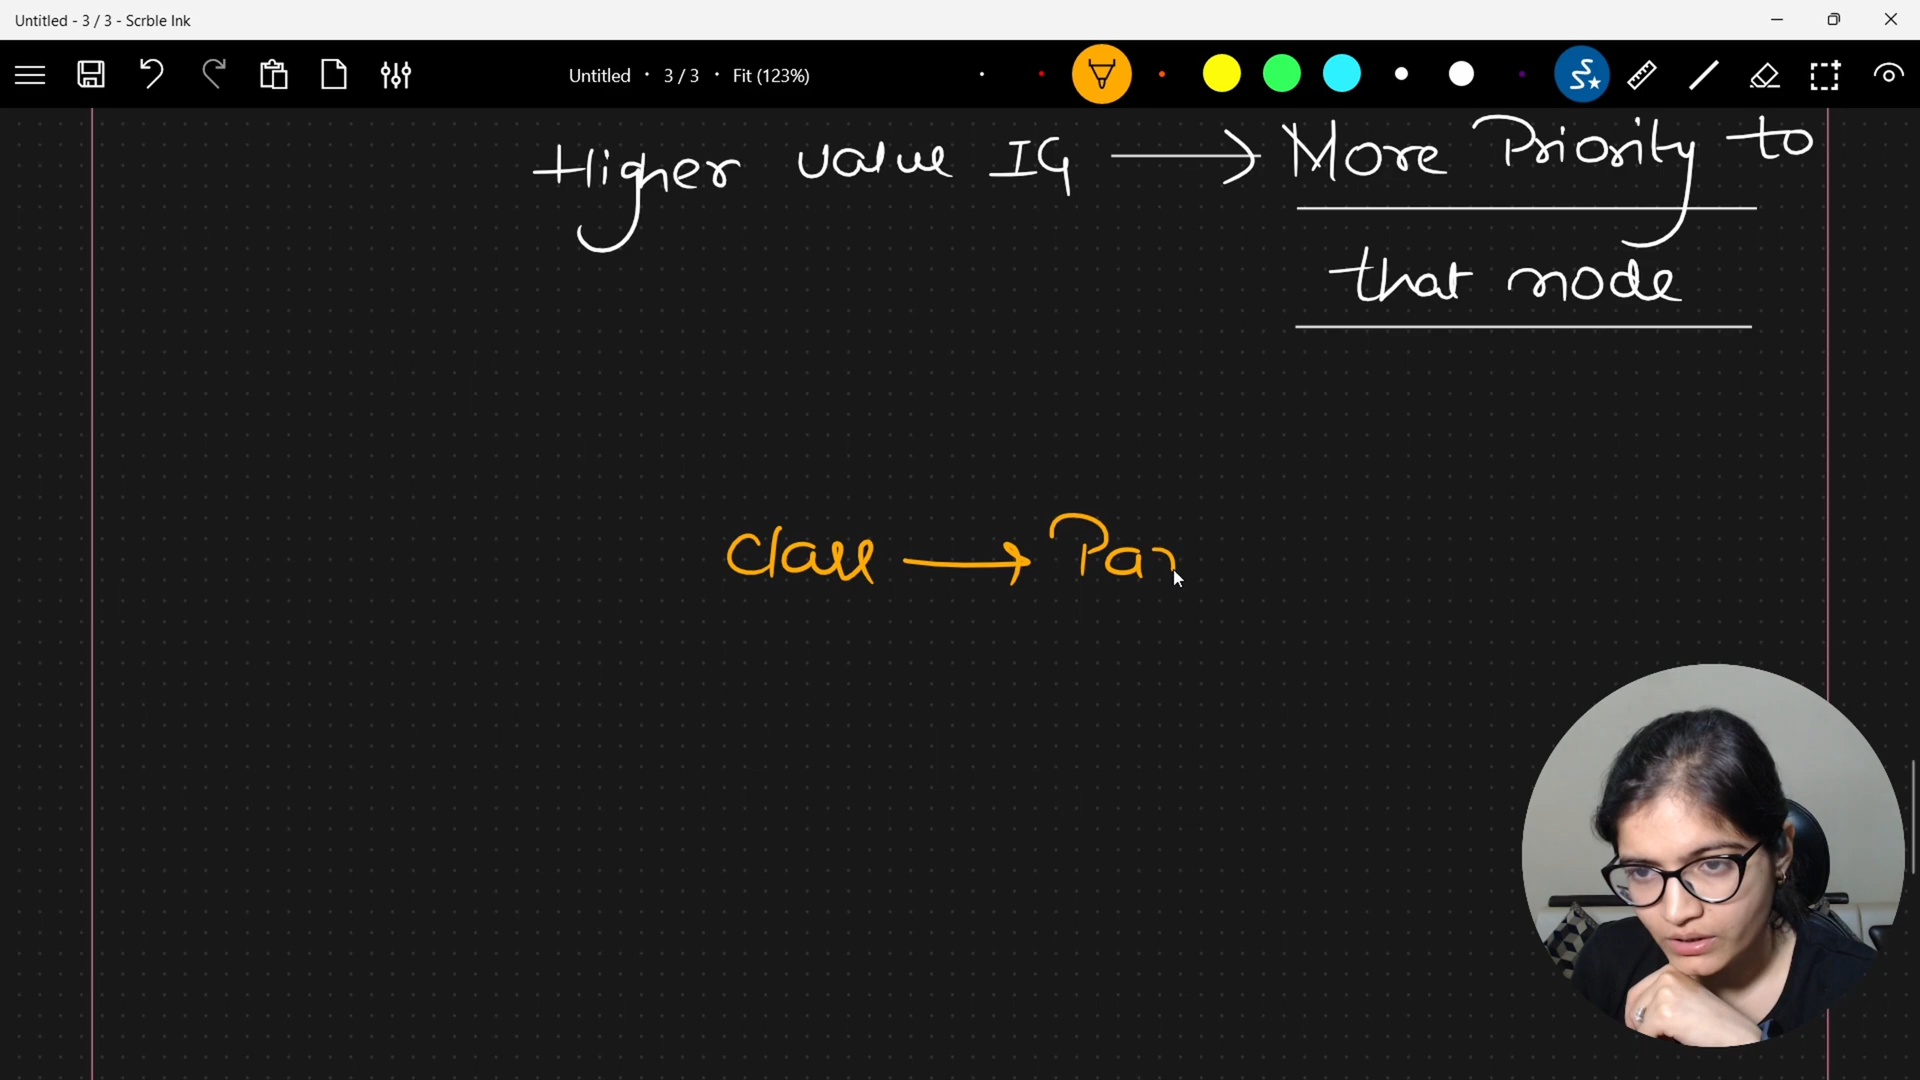 Untitled - 3 / 3 - Scrble Ink
Untitled • 3 / 3 • Fit (123%)
Higher value IG → More Priority to
that node
Class → Par